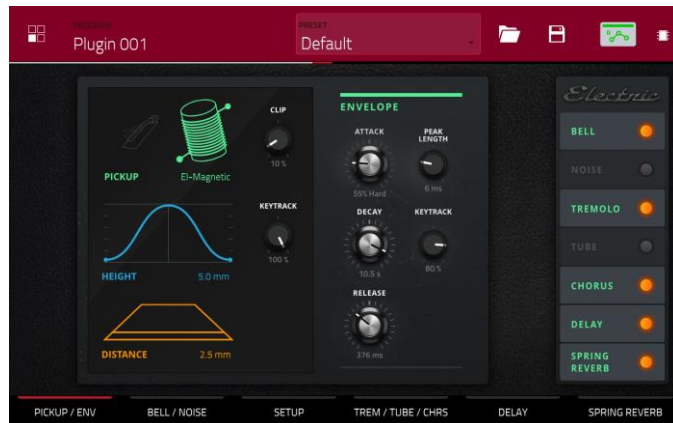 PROGRAM
Plugin 001
PRESET
Default
CLIP
10 %
PICKUP
El-Magnetic
KEYTRACK
100 %
HEIGHT 5.0 mm
DISTANCE 2.5 mm
ENVELOPE
ATTACK
55% Hard
PEAK
LENGTH
6 ms
DECAY
10.5 s
KEYTRACK
80 %
RELEASE
376 ms
Electric
BELL
NOISE
TREMOLO
TUBE
CHORUS
DELAY
SPRING
REVERB
PICKUP / ENV BELL / NOISE SETUP TREM / TUBE / CHRS DELAY SPRING REVERB